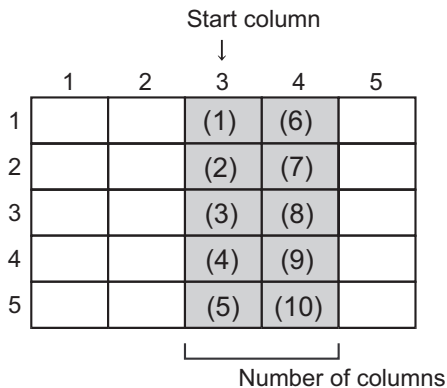 Start column
↓
1 2 3 4 5
1 (1) (6)
2 (2) (7)
3 (3) (8)
4 (4) (9)
5 (5) (10)
Number of columns